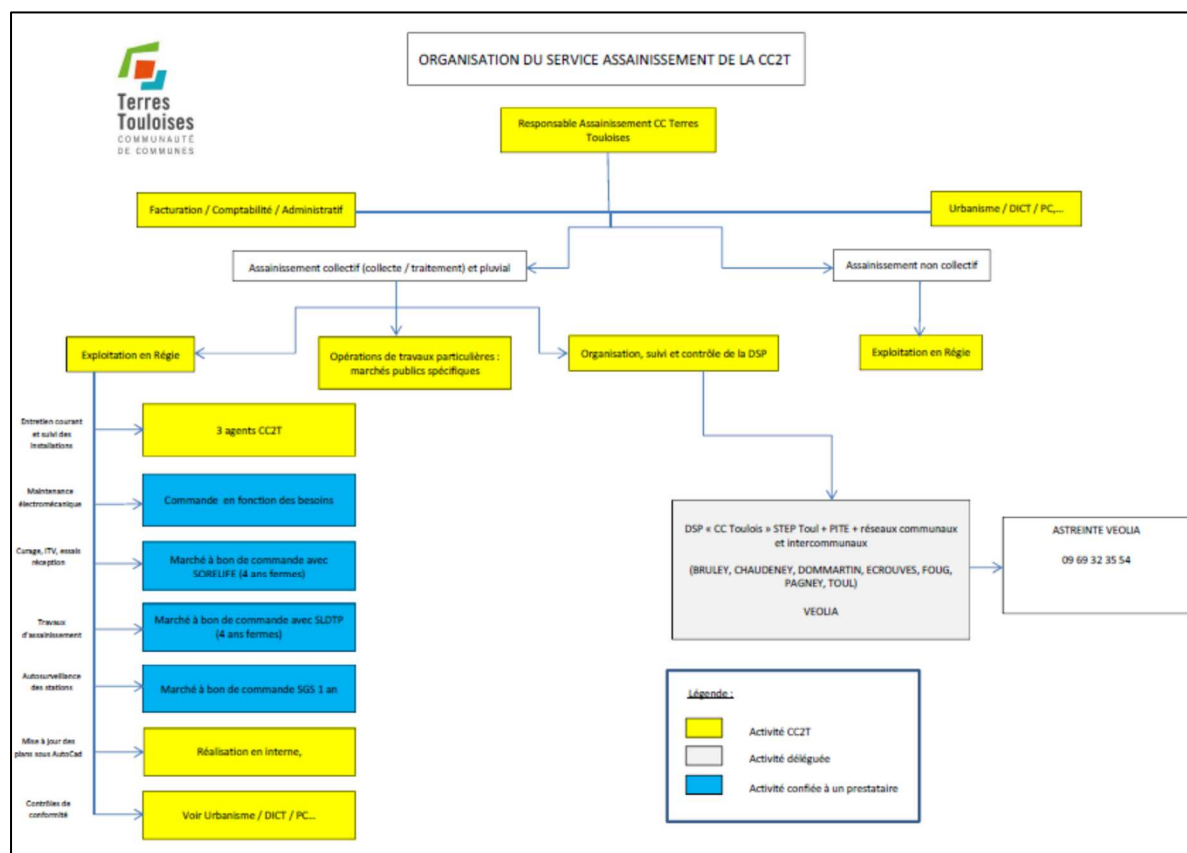 ORGANISATION DU SERVICE ASSAINISSEMENT DE LA CC2T
Terres
Touloises
COMMUNAUTÉ
DE COMMUNES
Responsable Assainissement CC Terres
Touloises
Facturation / Comptabilité / Administratif
Urbanisme / DICT / PC,...
Assainissement collectif (collecte / traitement) et pluvial
Assainissement non collectif
Exploitation en Régie
Opérations de travaux particulières :
marchés publics spécifiques
Organisation, suivi et contrôle de la DSP
Exploitation en Régie
Entretien courant
et suivi des
installations
3 agents CC2T
Maintenance
électromécanique
Commande en fonction des besoins
Curage, ITV, essais
réception
Marché à bon de commande avec
SORELIFE (4 ans fermes)
Travaux
d'assainissement
Marché à bon de commande avec SLDTP
(4 ans fermes)
Autosurveillance
des stations
Marché à bon de commande SGS 1 an
Mise à jour des
plans sous AutoCad
Réalisation en interne,
Contrôles de
conformité
Voir Urbanisme / DICT / PC...
DSP « CC Toulois » STEP Toul + PITE + réseaux communaux
et intercommunaux
(BRULEY, CHAUDENEY, DOMMARTIN, ECROUVES, FOUG,
PAGNEY, TOUL)
VEOLIA
ASTREINTE VEOLIA
09 69 32 35 54
Légende :
Activité CC2T
Activité déléguée
Activité confiée à un prestataire